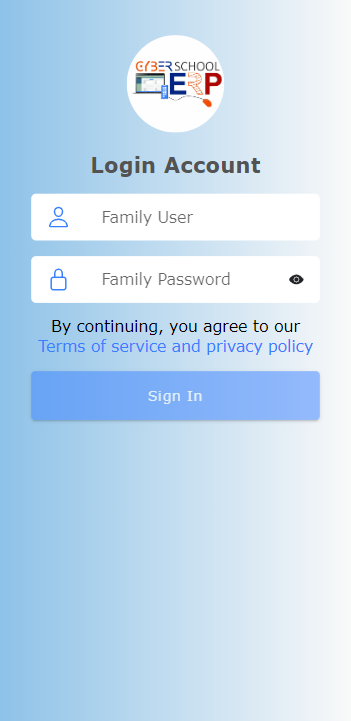 CYBER SCHOOL
ERP
Login Account
Family User
Family Password
By continuing, you agree to our
Terms of service and privacy policy
Sign In